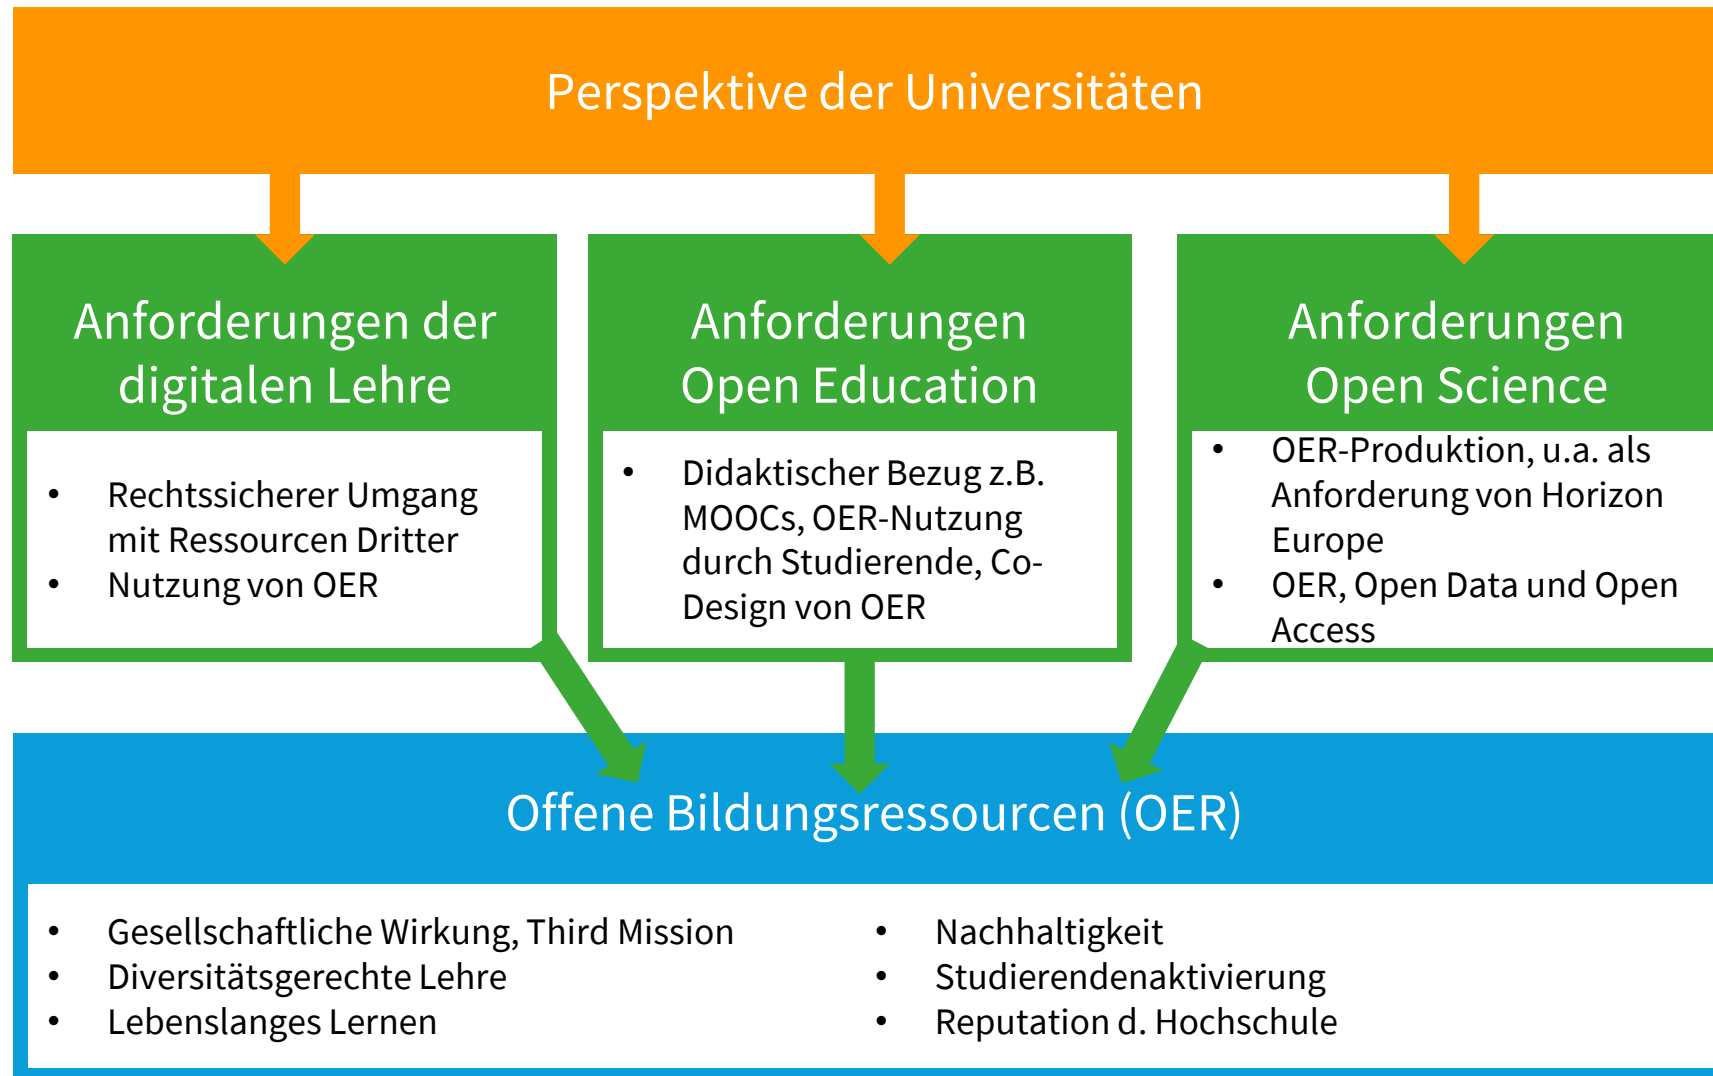 Perspektive der Universitäten
Anforderungen der
digitalen Lehre
• Rechtssicherer Umgang
mit Ressourcen Dritter
• Nutzung von OER
Anforderungen
Open Education
• Didaktischer Bezug z.B.
MOOCs, OER-Nutzung
durch Studierende, Co-
Design von OER
Anforderungen
Open Science
• OER-Produktion, u.a. als
Anforderung von Horizon
Europe
• OER, Open Data und Open
Access
Offene Bildungsressourcen (OER)
• Gesellschaftliche Wirkung, Third Mission
• Diversitätsgerechte Lehre
• Lebenslanges Lernen
• Nachhaltigkeit
• Studierendenaktivierung
• Reputation d. Hochschule